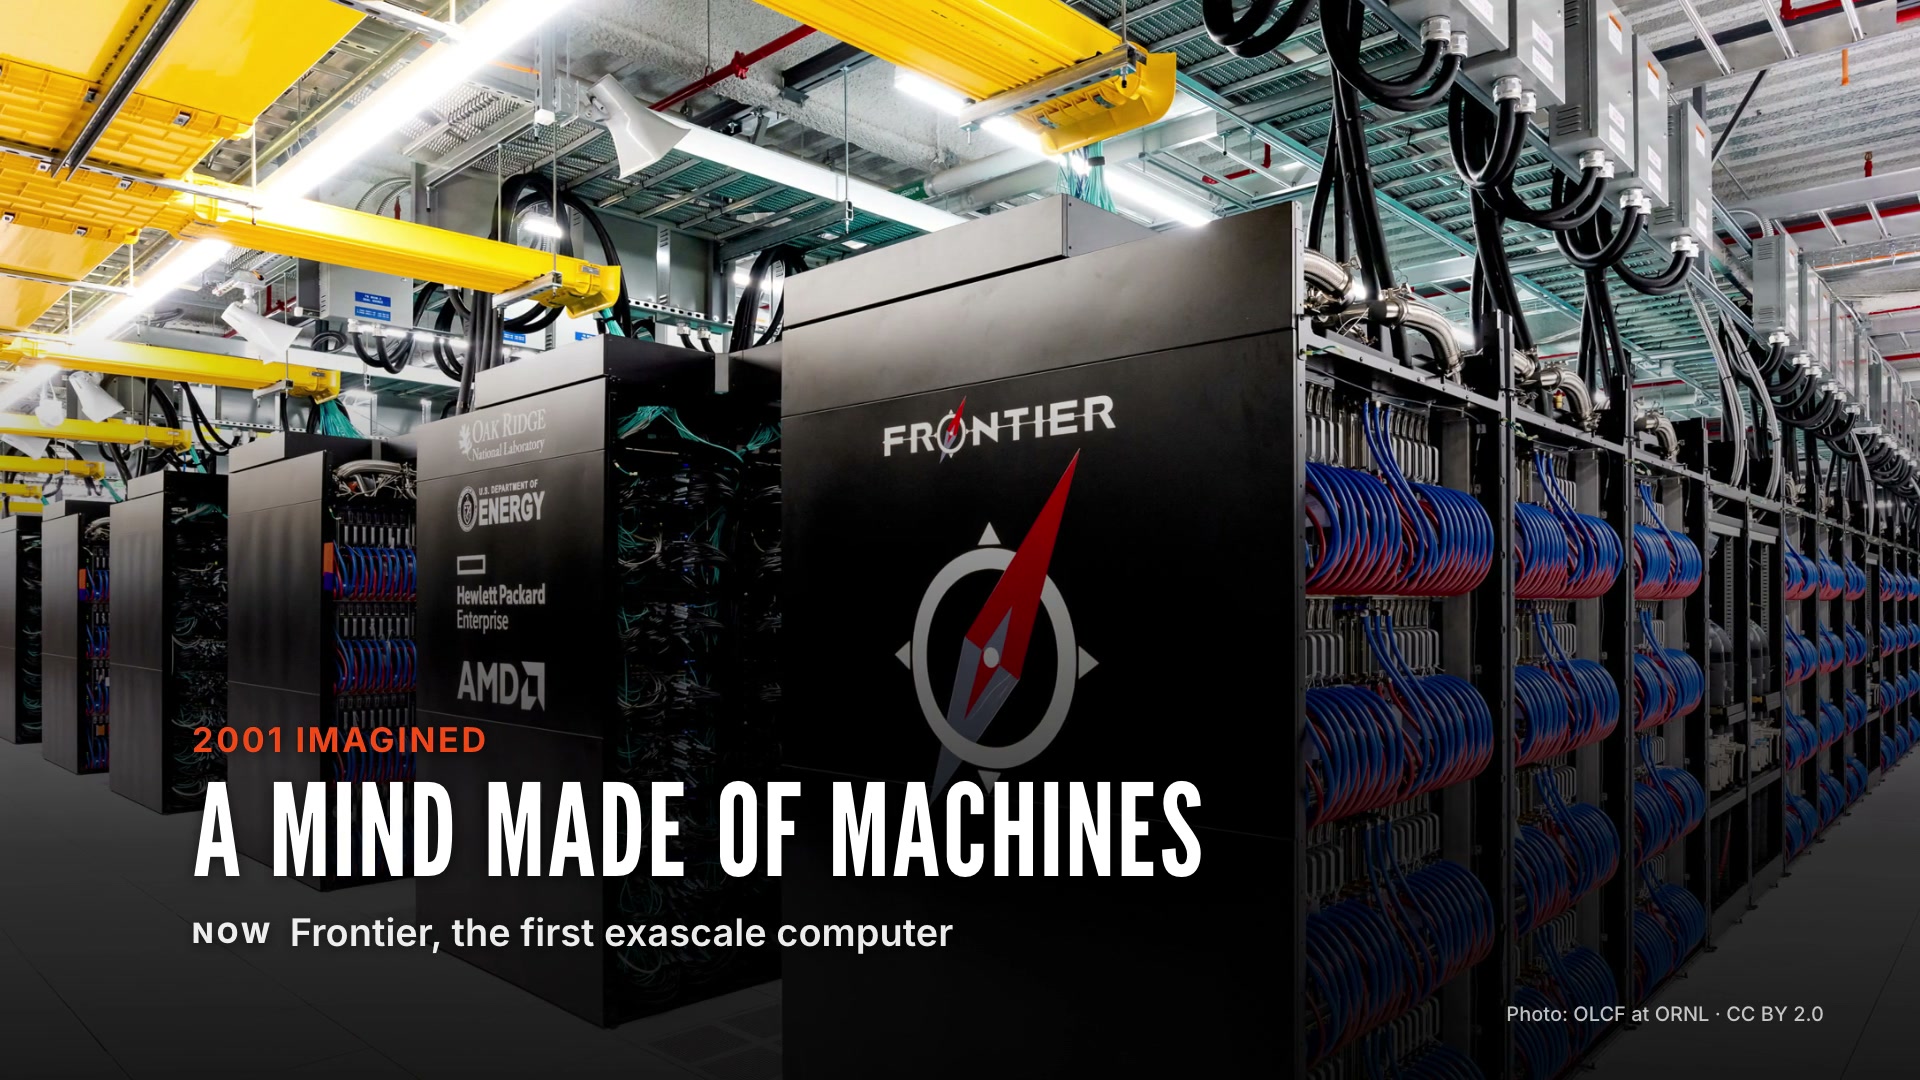 FRONTIER
OAK RIDGE
National Laboratory
U.S. DEPARTMENT OF
ENERGY
Hewlett Packard
Enterprise
AMD
2001 IMAGINED
A MIND MADE OF MACHINES
NOW Frontier, the first exascale computer
Photo: OLCF at ORNL · CC BY 2.0